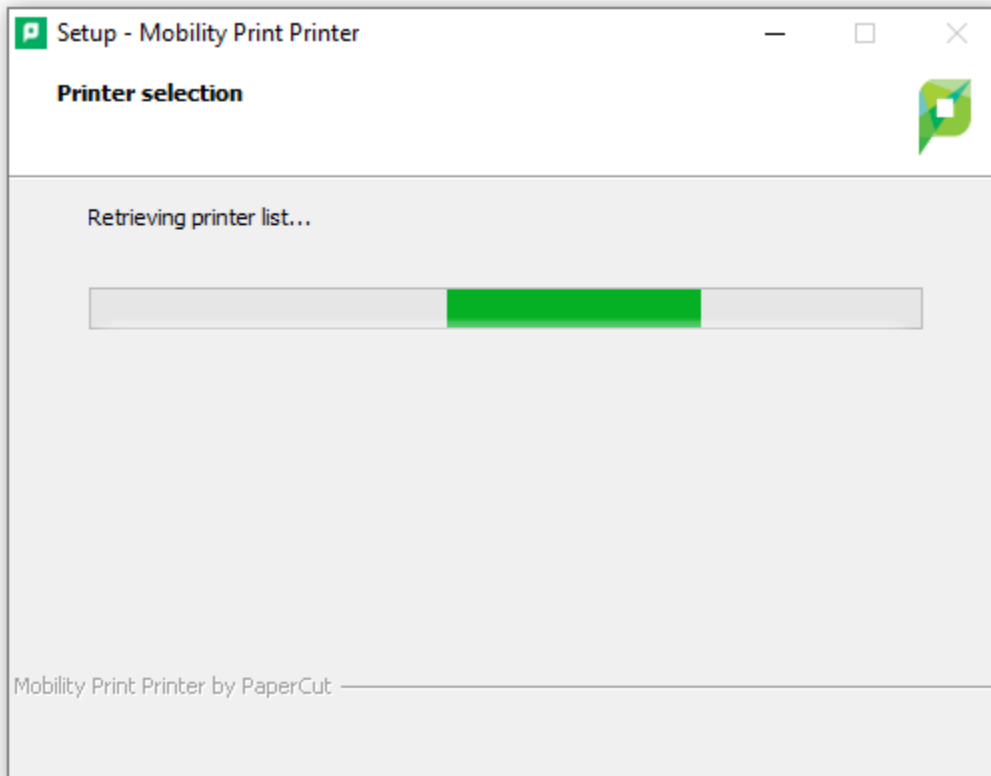 Setup - Mobility Print Printer
Printer selection
Retrieving printer list...
Mobility Print Printer by PaperCut